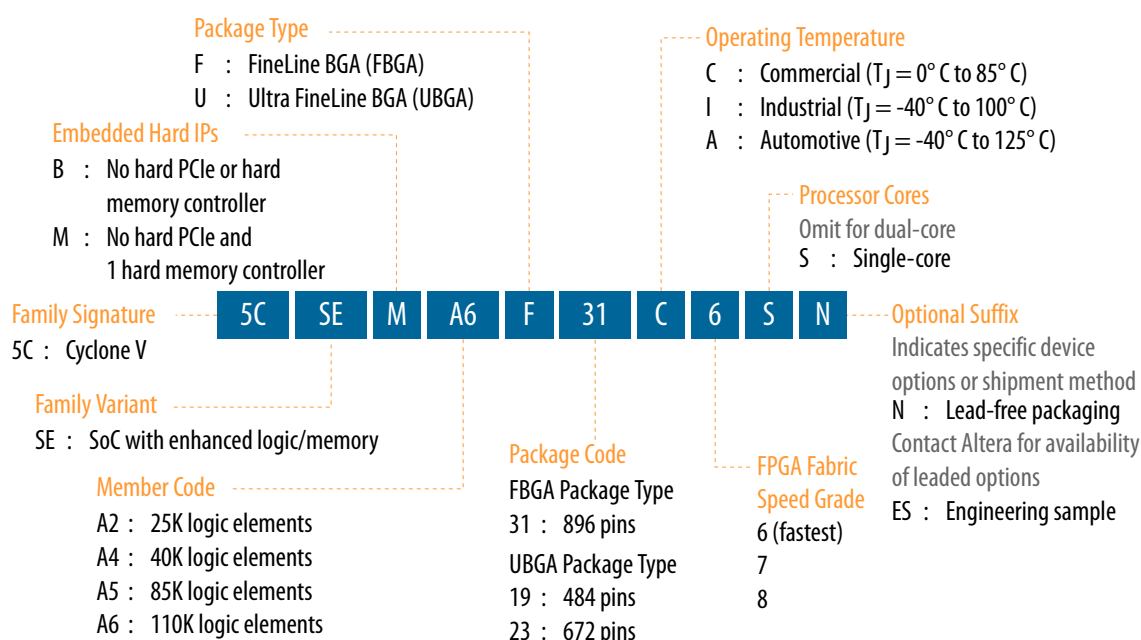 Package Type
F : FineLine BGA (FBGA)
U : Ultra FineLine BGA (UBGA)
Operating Temperature
C : Commercial (TJ = 0° C to 85° C)
I : Industrial (TJ = -40° C to 100° C)
A : Automotive (TJ = -40° C to 125° C)
Embedded Hard IPs
B : No hard PCIe or hard
memory controller
M : No hard PCIe and
1 hard memory controller
Processor Cores
Omit for dual-core
S : Single-core
Family Signature
5C : Cyclone V
5C SE M A6 F 31 C 6 S N
Optional Suffix
Indicates specific device
options or shipment method
N : Lead-free packaging
Contact Altera for availability
of leaded options
ES : Engineering sample
Family Variant
SE : SoC with enhanced logic/memory
Member Code
A2 : 25K logic elements
A4 : 40K logic elements
A5 : 85K logic elements
A6 : 110K logic elements
Package Code
FBGA Package Type
31 : 896 pins
UBGA Package Type
19 : 484 pins
23 : 672 pins
FPGA Fabric
Speed Grade
6 (fastest)
7
8